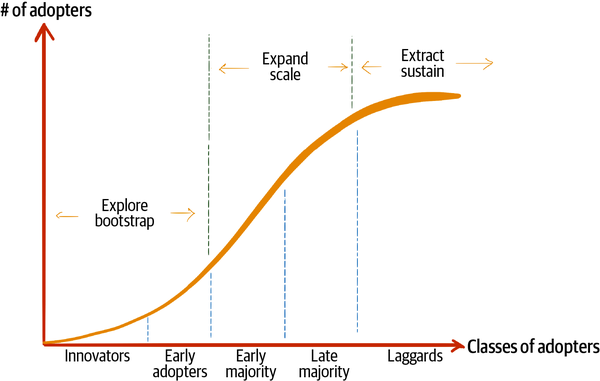 # of adopters
Expand
scale
Extract
sustain
Explore
bootstrap
Innovators
Early
adopters
Early
majority
Late
majority
Laggards
Classes of adopters